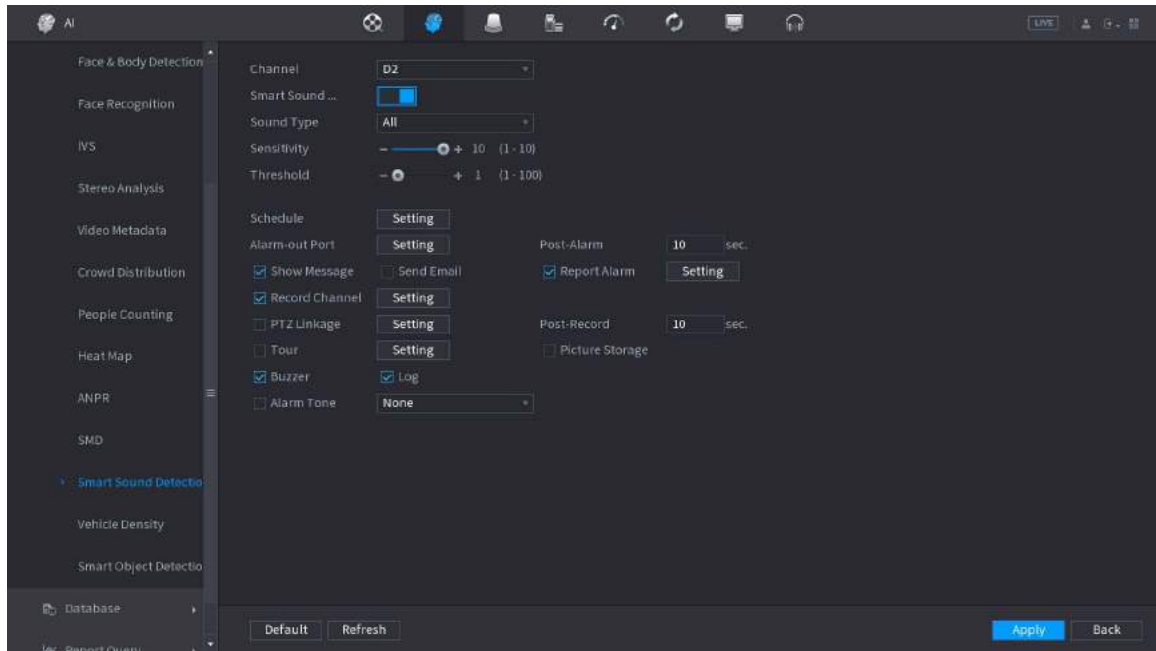 AI
LIVE
Face & Body Detection
Face Recognition
IVS
Stereo Analysis
Video Metadata
Crowd Distribution
People Counting
Heat Map
ANPR
SMD
Smart Sound Detectio
Vehicle Density
Smart Object Detectio
Database
Report Query
Channel D2
Smart Sound ...
Sound Type All
Sensitivity - + 10 (1 - 10)
Threshold - + 1 (1 - 100)
Schedule Setting
Alarm-out Port Setting Post-Alarm 10 sec.
Show Message Send Email Report Alarm Setting
Record Channel Setting
PTZ Linkage Setting Post-Record 10 sec.
Tour Setting Picture Storage
Buzzer Log
Alarm Tone None
Default Refresh Apply Back